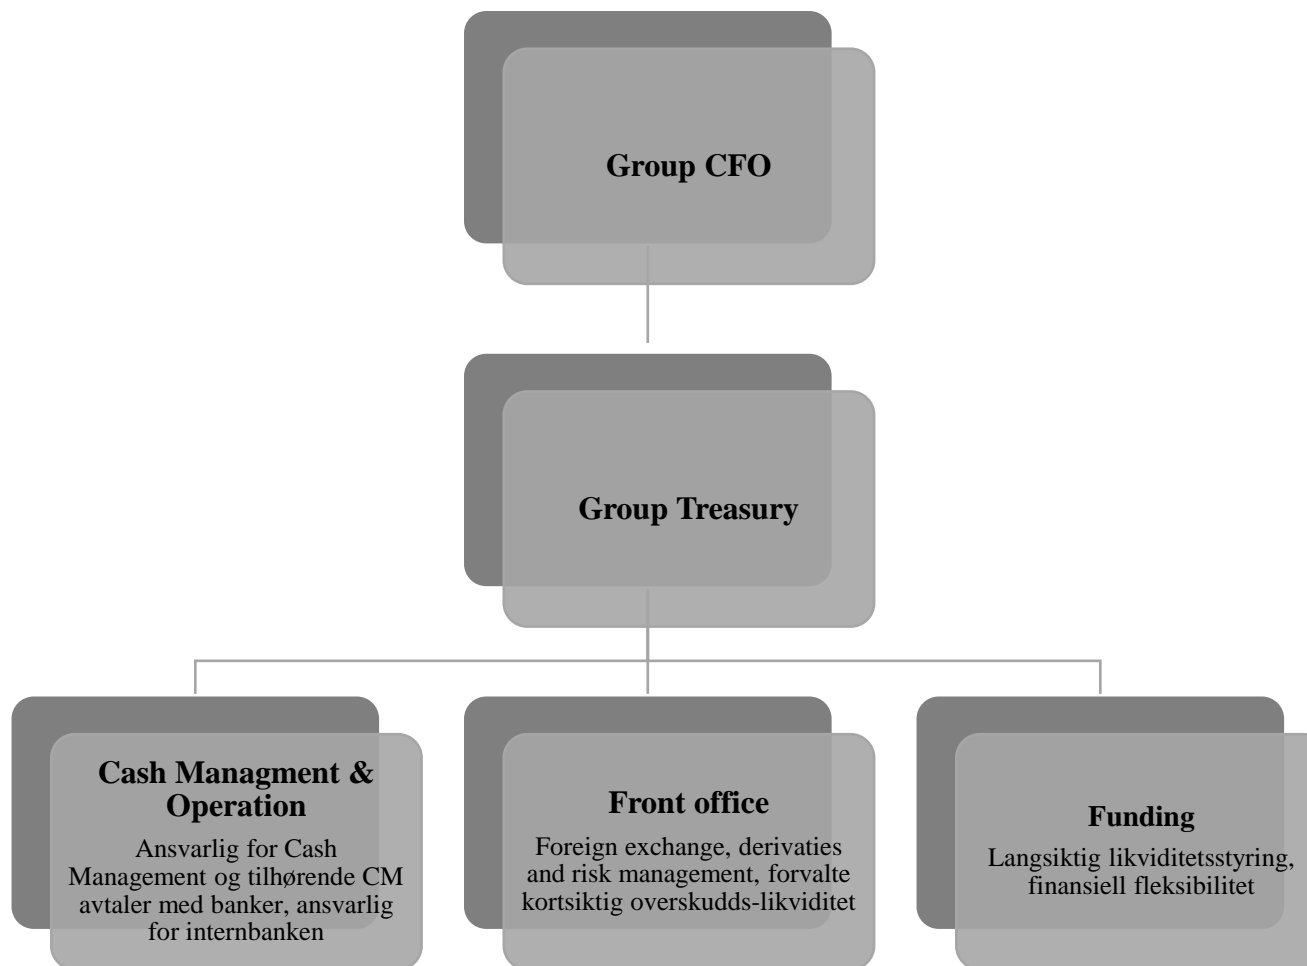 Group CFO
Group Treasury
Cash Managment &
Operation
Ansvarlig for Cash
Management og tilhørende CM
avtaler med banker, ansvarlig
for internbanken
Front office
Foreign exchange, derivaties
and risk management, forvalte
kortsiktig overskudds-likviditet
Funding
Langsiktig likviditetsstyring,
finansiell fleksibilitet